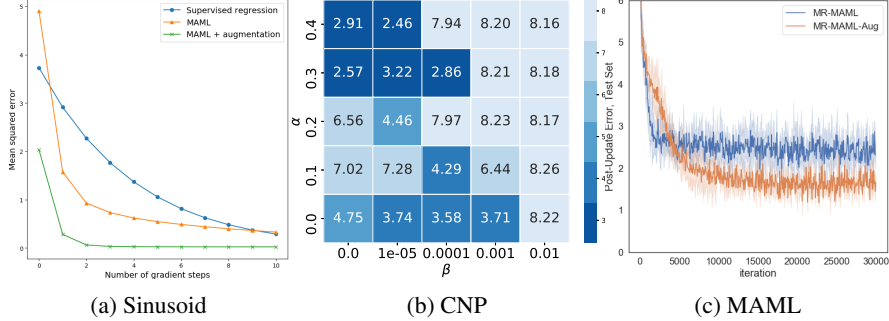 Supervised regression
MAML
MAML + augmentation
Mean squared error
5
4
3
2
1
0
0 2 4 6 8 10
Number of gradient steps
(a) Sinusoid
α
0.4 2.91 2.46 7.94 8.20 8.16
0.3 2.57 3.22 2.86 8.21 8.18
0.2 6.56 4.46 7.97 8.23 8.17
0.1 7.02 7.28 4.29 6.44 8.26
0.0 4.75 3.74 3.58 3.71 8.22
0.0 1e-05 0.0001 0.001 0.01
β
8
7
6
5
4
3
(b) CNP
MR-MAML
MR-MAML-Aug
Post-Update Error, Test Set
6
5
4
3
2
1
0
0 5000 10000 15000 20000 25000 30000
iteration
(c) MAML